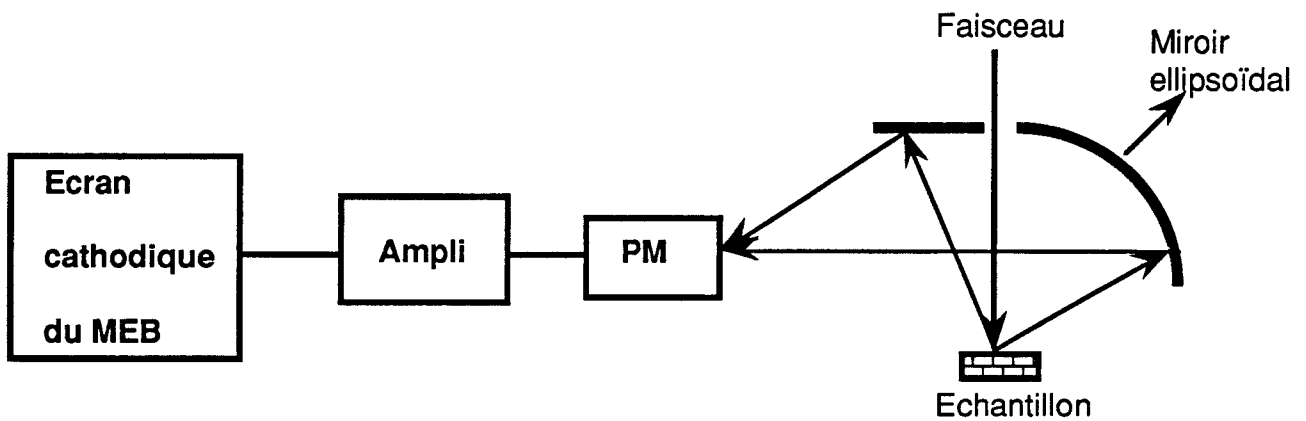 Faisceau
Miroir
ellipsoïdal
Ecran
cathodique
du MEB
Ampli
PM
Echantillon